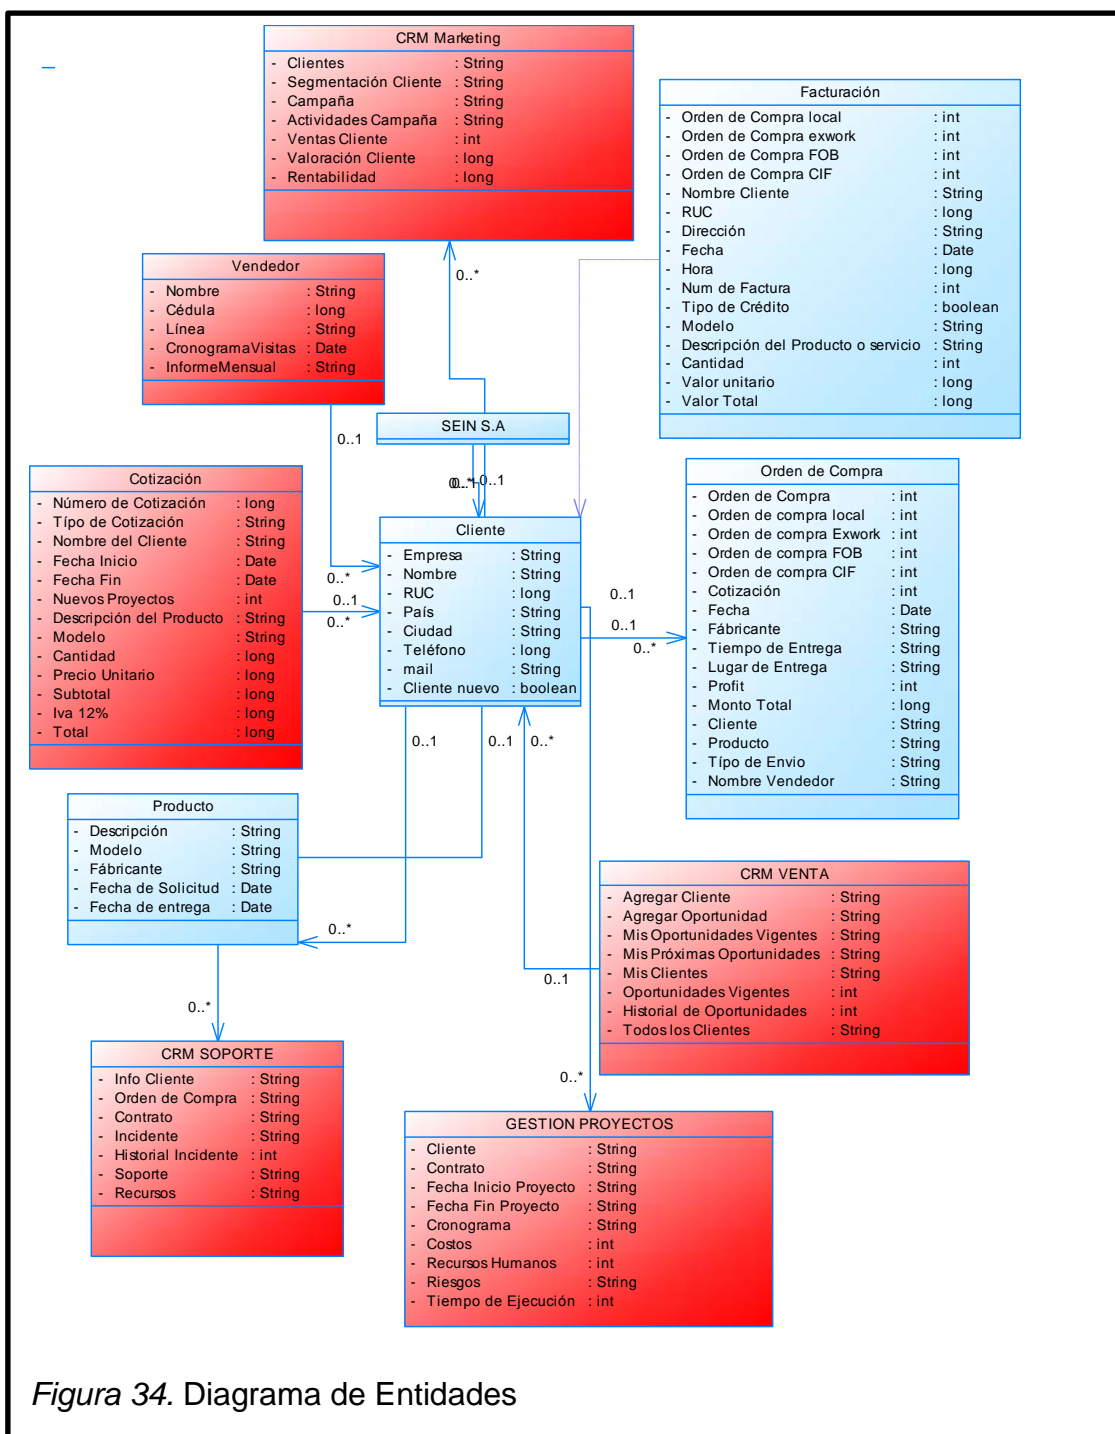 CRM Marketing
- Clientes : String
- Segmentación Cliente : String
- Campaña : String
- Actividades Campaña : String
- Ventas Cliente : int
- Valoración Cliente : long
- Rentabilidad : long
Facturación
- Orden de Compra local : int
- Orden de Compra exwork : int
- Orden de Compra FOB : int
- Orden de Compra CIF : int
- Nombre Cliente : String
- RUC : long
- Dirección : String
- Fecha : Date
- Hora : long
- Num de Factura : int
- Tipo de Crédito : boolean
- Modelo : String
- Descripción del Producto o servicio : String
- Cantidad : int
- Valor unitario : long
- Valor Total : long
0..*
Vendedor
- Nombre : String
- Cédula : long
- Línea : String
- CronogramaVisitas : Date
- InformeMensual : String
0..1
SEIN S.A
0..1
Cotización
- Número de Cotización : long
- Típo de Cotización : String
- Nombre del Cliente : String
- Fecha Inicio : Date
- Fecha Fin : Date
- Nuevos Proyectos : int
- Descripción del Producto : String
- Modelo : String
- Cantidad : long
- Precio Unitario : long
- Subtotal : long
- Iva 12% : long
- Total : long
0..*
0..1
0..*
Cliente
- Empresa : String
- Nombre : String
- RUC : long
- País : String
- Ciudad : String
- Teléfono : long
- mail : String
- Cliente nuevo : boolean
0..1
0..1
0..*
Orden de Compra
- Orden de Compra : int
- Orden de compra local : int
- Orden de compra Exwork : int
- Orden de compra FOB : int
- Orden de compra CIF : int
- Cotización : int
- Fecha : Date
- Fábricante : String
- Tiempo de Entrega : String
- Lugar de Entrega : String
- Profit : int
- Monto Total : long
- Cliente : String
- Producto : String
- Típo de Envio : String
- Nombre Vendedor : String
0..1
0..1
0..*
Producto
- Descripción : String
- Modelo : String
- Fábricante : String
- Fecha de Solicitud : Date
- Fecha de entrega : Date
0..*
CRM VENTA
- Agregar Cliente : String
- Agregar Oportunidad : String
- Mis Oportunidades Vigentes : String
- Mis Próximas Oportunidades : String
- Mis Clientes : String
- Oportunidades Vigentes : int
- Historial de Oportunidades : int
- Todos los Clientes : String
0..1
0..*
CRM SOPORTE
- Info Cliente : String
- Orden de Compra : String
- Contrato : String
- Incidente : String
- Historial Incidente : int
- Soporte : String
- Recursos : String
0..*
GESTION PROYECTOS
- Cliente : String
- Contrato : String
- Fecha Inicio Proyecto : String
- Fecha Fin Proyecto : String
- Cronograma : String
- Costos : int
- Recursos Humanos : int
- Riesgos : String
- Tiempo de Ejecución : int
Figura 34. Diagrama de Entidades